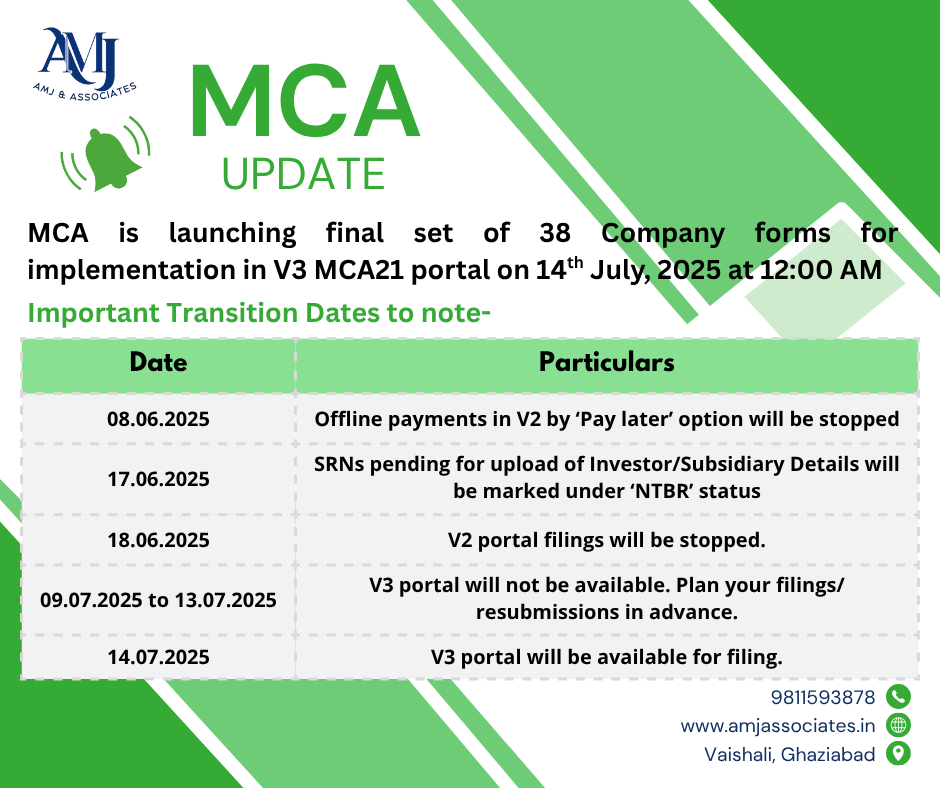 AMJ
AMJ & ASSOCIATES
MCA
UPDATE
MCA is launching final set of 38 Company forms for
implementation in V3 MCA21 portal on 14th July, 2025 at 12:00 AM
Important Transition Dates to note-
Date Particulars
08.06.2025 Offline payments in V2 by ‘Pay later’ option will be stopped
17.06.2025 SRNs pending for upload of Investor/Subsidiary Details will
be marked under ‘NTBR’ status
18.06.2025 V2 portal filings will be stopped.
09.07.2025 to 13.07.2025 V3 portal will not be available. Plan your filings/
resubmissions in advance.
14.07.2025 V3 portal will be available for filing.
9811593878
www.amjassociates.in
Vaishali, Ghaziabad